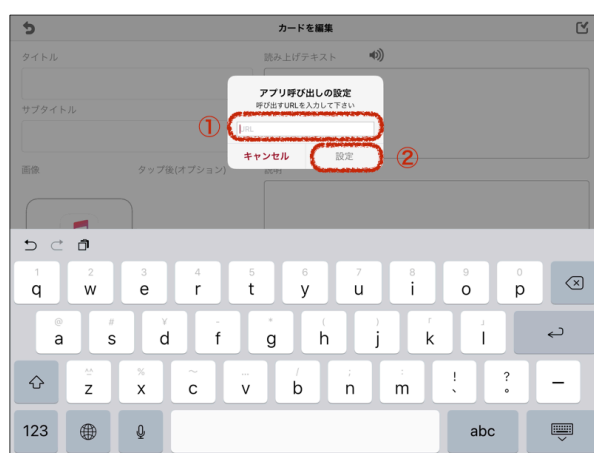 カードを編集
タイトル
読み上げテキスト
アプリ呼び出しの設定
呼び出すURLを入力して下さい
サブタイトル
①
URL
キャンセル
設定
②
画像
タップ後(オプション)
説明
1 2 3 4 5 6 7 8 9 0
q w e r t y u i o p
@ # ¥ - * ( ) 「 」
a s d f g h j k l
^^ % 〜 … / ; : ! ?
z x c v b n m 、 。 ー
123
abc